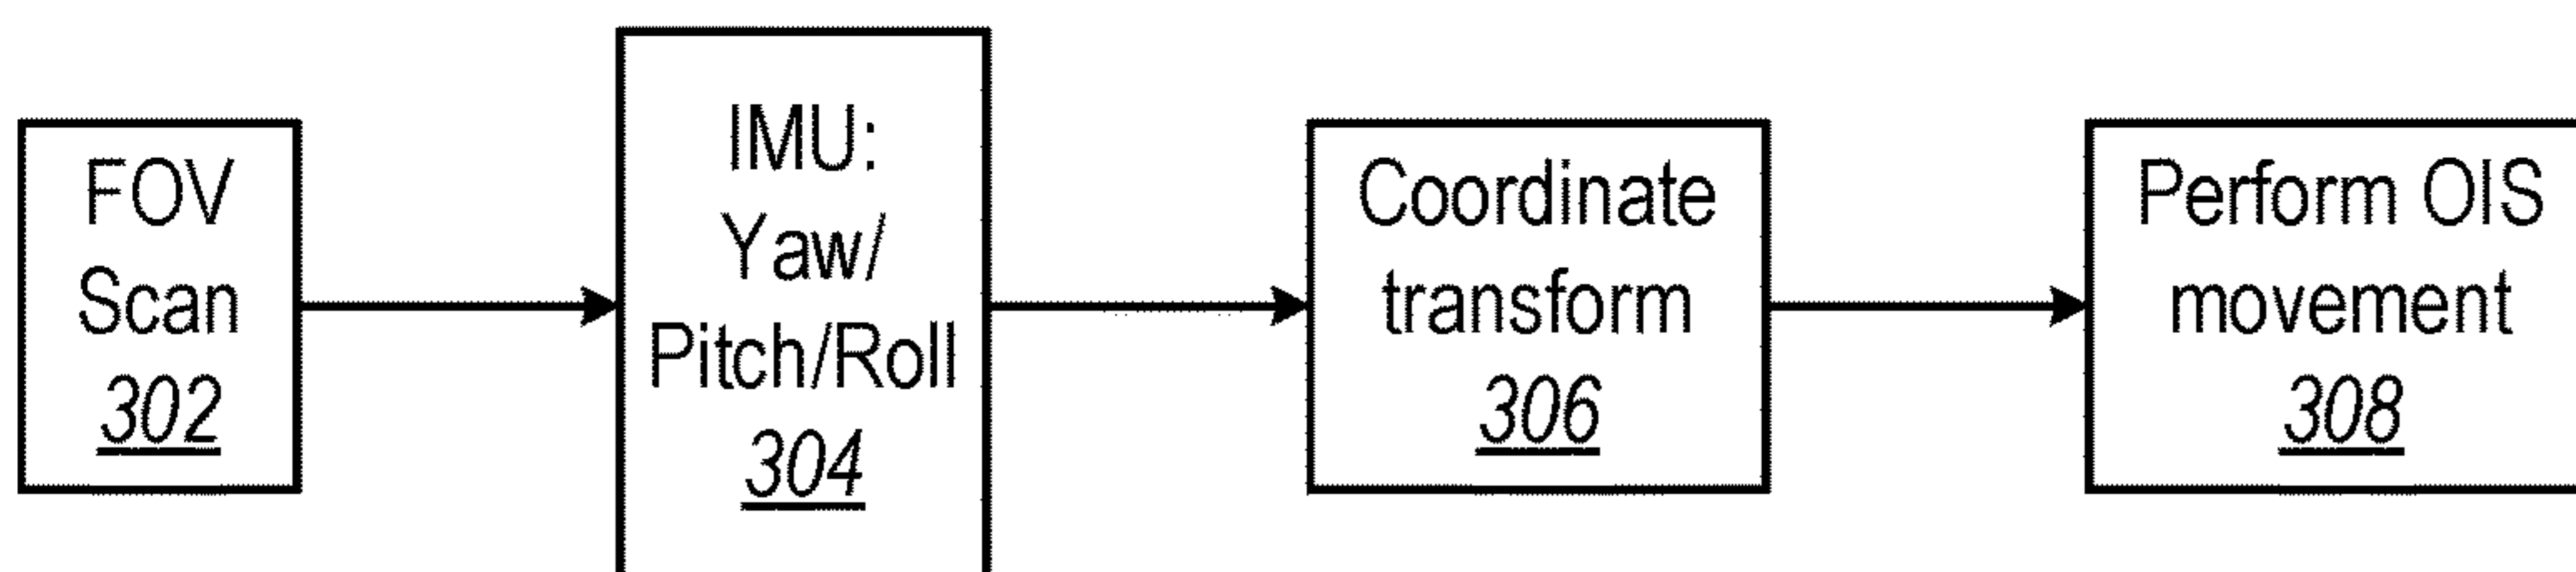 FOV
Scan
302
IMU:
Yaw/
Pitch/Roll
304
Coordinate
transform
306
Perform OIS
movement
308